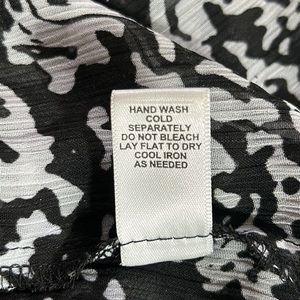 HAND WASH
COLD
SEPARATELY
DO NOT BLEACH
LAY FLAT TO DRY
COOL IRON
AS NEEDED